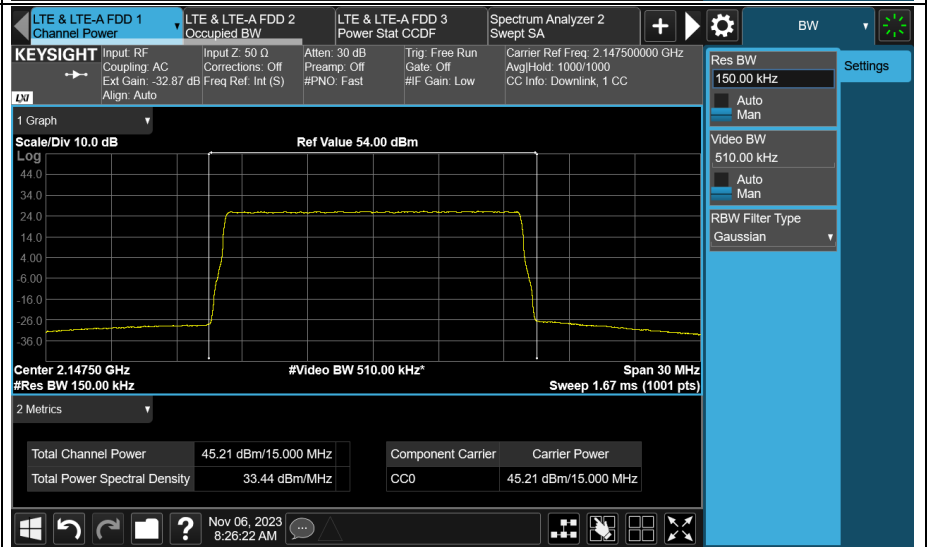 LTE & LTE-A FDD 1
Channel Power
LTE & LTE-A FDD 2
Occupied BW
LTE & LTE-A FDD 3
Power Stat CCDF
Spectrum Analyzer 2
Swept SA
BW
KEYSIGHT
LXI
Input: RF
Coupling: AC
Ext Gain: -32.87 dB
Align: Auto
Input Z: 50 Ω
Corrections: Off
Freq Ref: Int (S)
Atten: 30 dB
Preamp: Off
#PNO: Fast
Trig: Free Run
Gate: Off
#IF Gain: Low
Carrier Ref Freq: 2.147500000 GHz
Avg|Hold: 1000/1000
CC Info: Downlink, 1 CC
Res BW
150.00 kHz
Auto
Man
Video BW
510.00 kHz
Auto
Man
RBW Filter Type
Gaussian
Settings
1 Graph
Scale/Div 10.0 dB
Ref Value 54.00 dBm
Log
44.0
34.0
24.0
14.0
4.00
-6.00
-16.0
-26.0
-36.0
Center 2.14750 GHz
#Video BW 510.00 kHz*
Span 30 MHz
#Res BW 150.00 kHz
Sweep 1.67 ms (1001 pts)
2 Metrics
Total Channel Power 45.21 dBm/15.000 MHz
Total Power Spectral Density 33.44 dBm/MHz
Component Carrier Carrier Power
CC0 45.21 dBm/15.000 MHz
?
Nov 06, 2023
8:26:22 AM